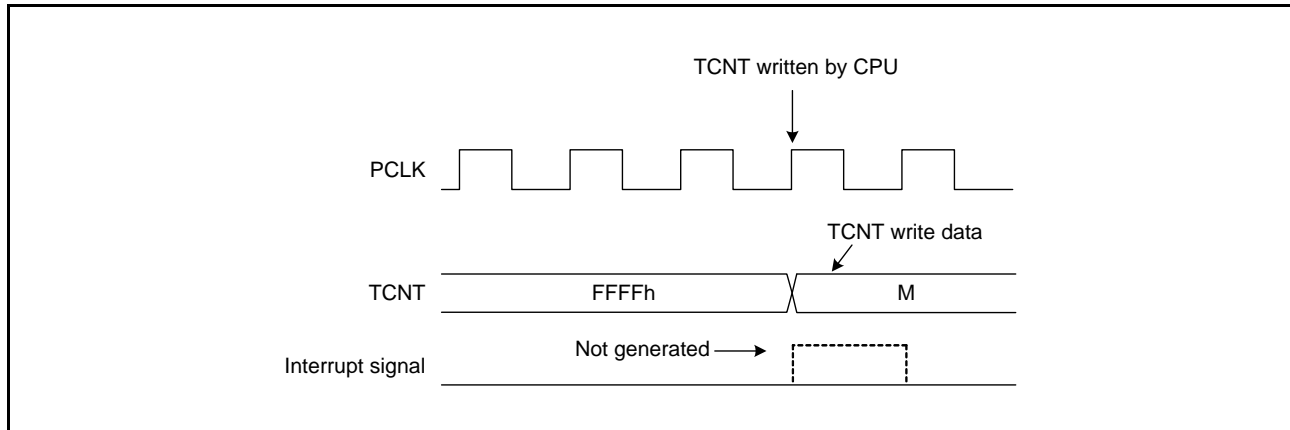 TCNT written by CPU
PCLK
TCNT write data
TCNT
FFFFh
M
Not generated
Interrupt signal